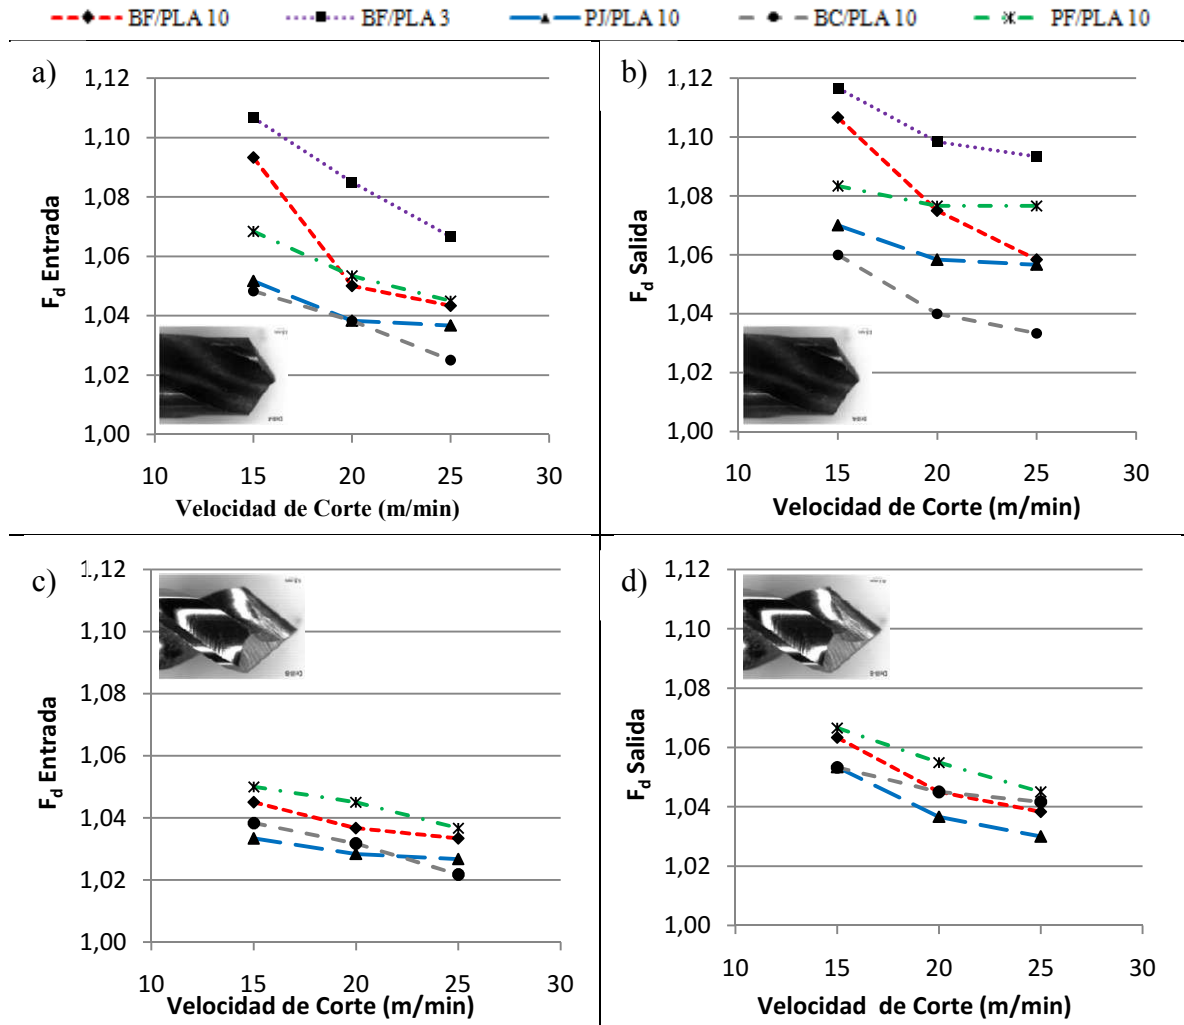 BF/PLA 10 BF/PLA 3 PJ/PLA 10 BC/PLA 10 PF/PLA 10
a)
1,12
1,10
1,08
1,06
1,04
1,02
1,00
Fd Entrada
10 15 20 25 30
Velocidad de Corte (m/min)
b)
1,12
1,10
1,08
1,06
1,04
1,02
1,00
Fd Salida
10 15 20 25 30
Velocidad de Corte (m/min)
c)
1,12
1,10
1,08
1,06
1,04
1,02
1,00
Fd Entrada
10 15 20 25 30
Velocidad de Corte (m/min)
d)
1,12
1,10
1,08
1,06
1,04
1,02
1,00
Fd Salida
10 15 20 25 30
Velocidad de Corte (m/min)